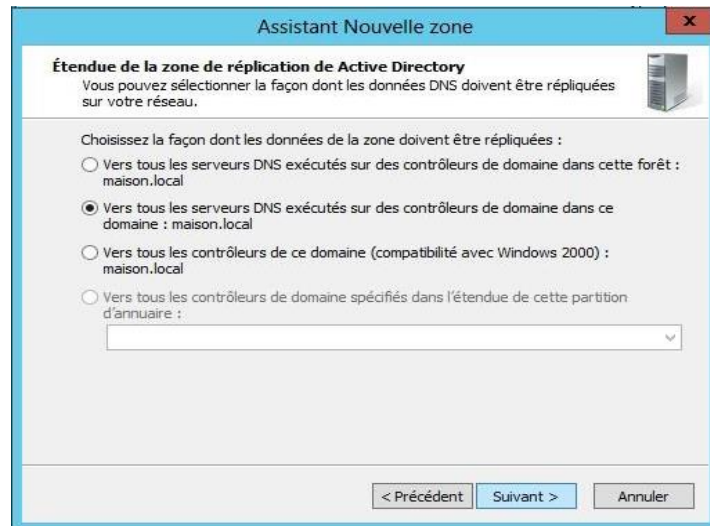 Assistant Nouvelle zone
x
Étendue de la zone de réplication de Active Directory
Vous pouvez sélectionner la façon dont les données DNS doivent être répliquées
sur votre réseau.
Choisissez la façon dont les données de la zone doivent être répliquées :
Vers tous les serveurs DNS exécutés sur des contrôleurs de domaine dans cette forêt :
maison.local
Vers tous les serveurs DNS exécutés sur des contrôleurs de domaine dans ce
domaine : maison.local
Vers tous les contrôleurs de ce domaine (compatibilité avec Windows 2000) :
maison.local
Vers tous les contrôleurs de domaine spécifiés dans l'étendue de cette partition
d'annuaire :
< Précédent Suivant > Annuler